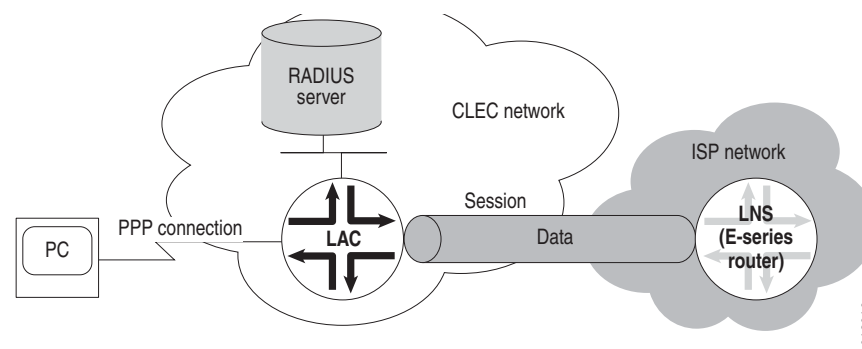 RADIUS
server
CLEC network
ISP network
PPP connection
Session
PC
LAC
Data
LNS
(E-series
router)